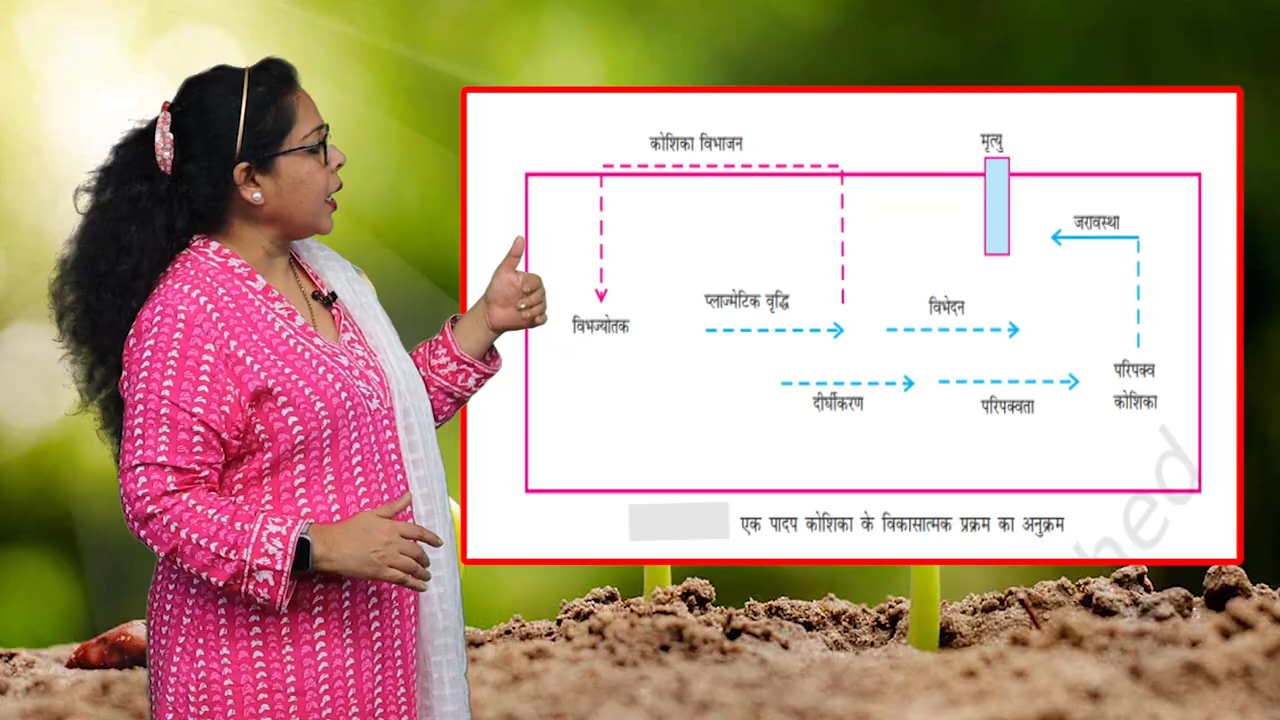 कोशिका विभाजन
मृत्यु
जरावस्था
प्लाज्मेटिक वृद्धि
विभेदन
विभज्योतक
परिपक्व
कोशिका
दीर्घीकरण
परिपक्वता
एक पादप कोशिका के विकासात्मक प्रक्रम का अनुक्रम